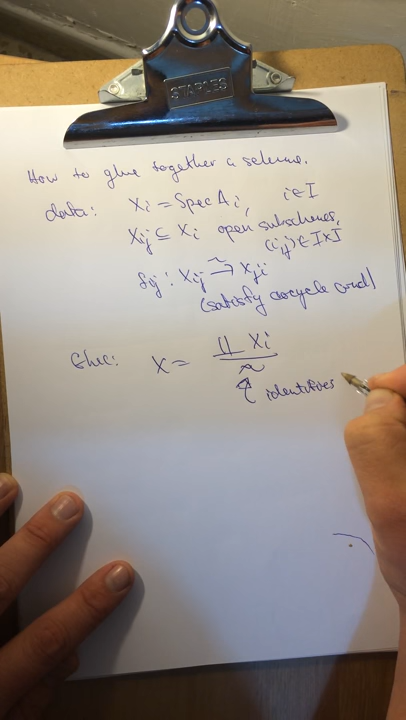 STAPLES
How to glue together a scheme.
data: Xi = Spec Ai, i∈I
Xij ⊆ Xi open subschemes, (i,j)∈I×I
fij : Xij ~→ Xji
(satisfy cocycle cond)
Glue: X = ∐ Xi / ~
↑ identifies